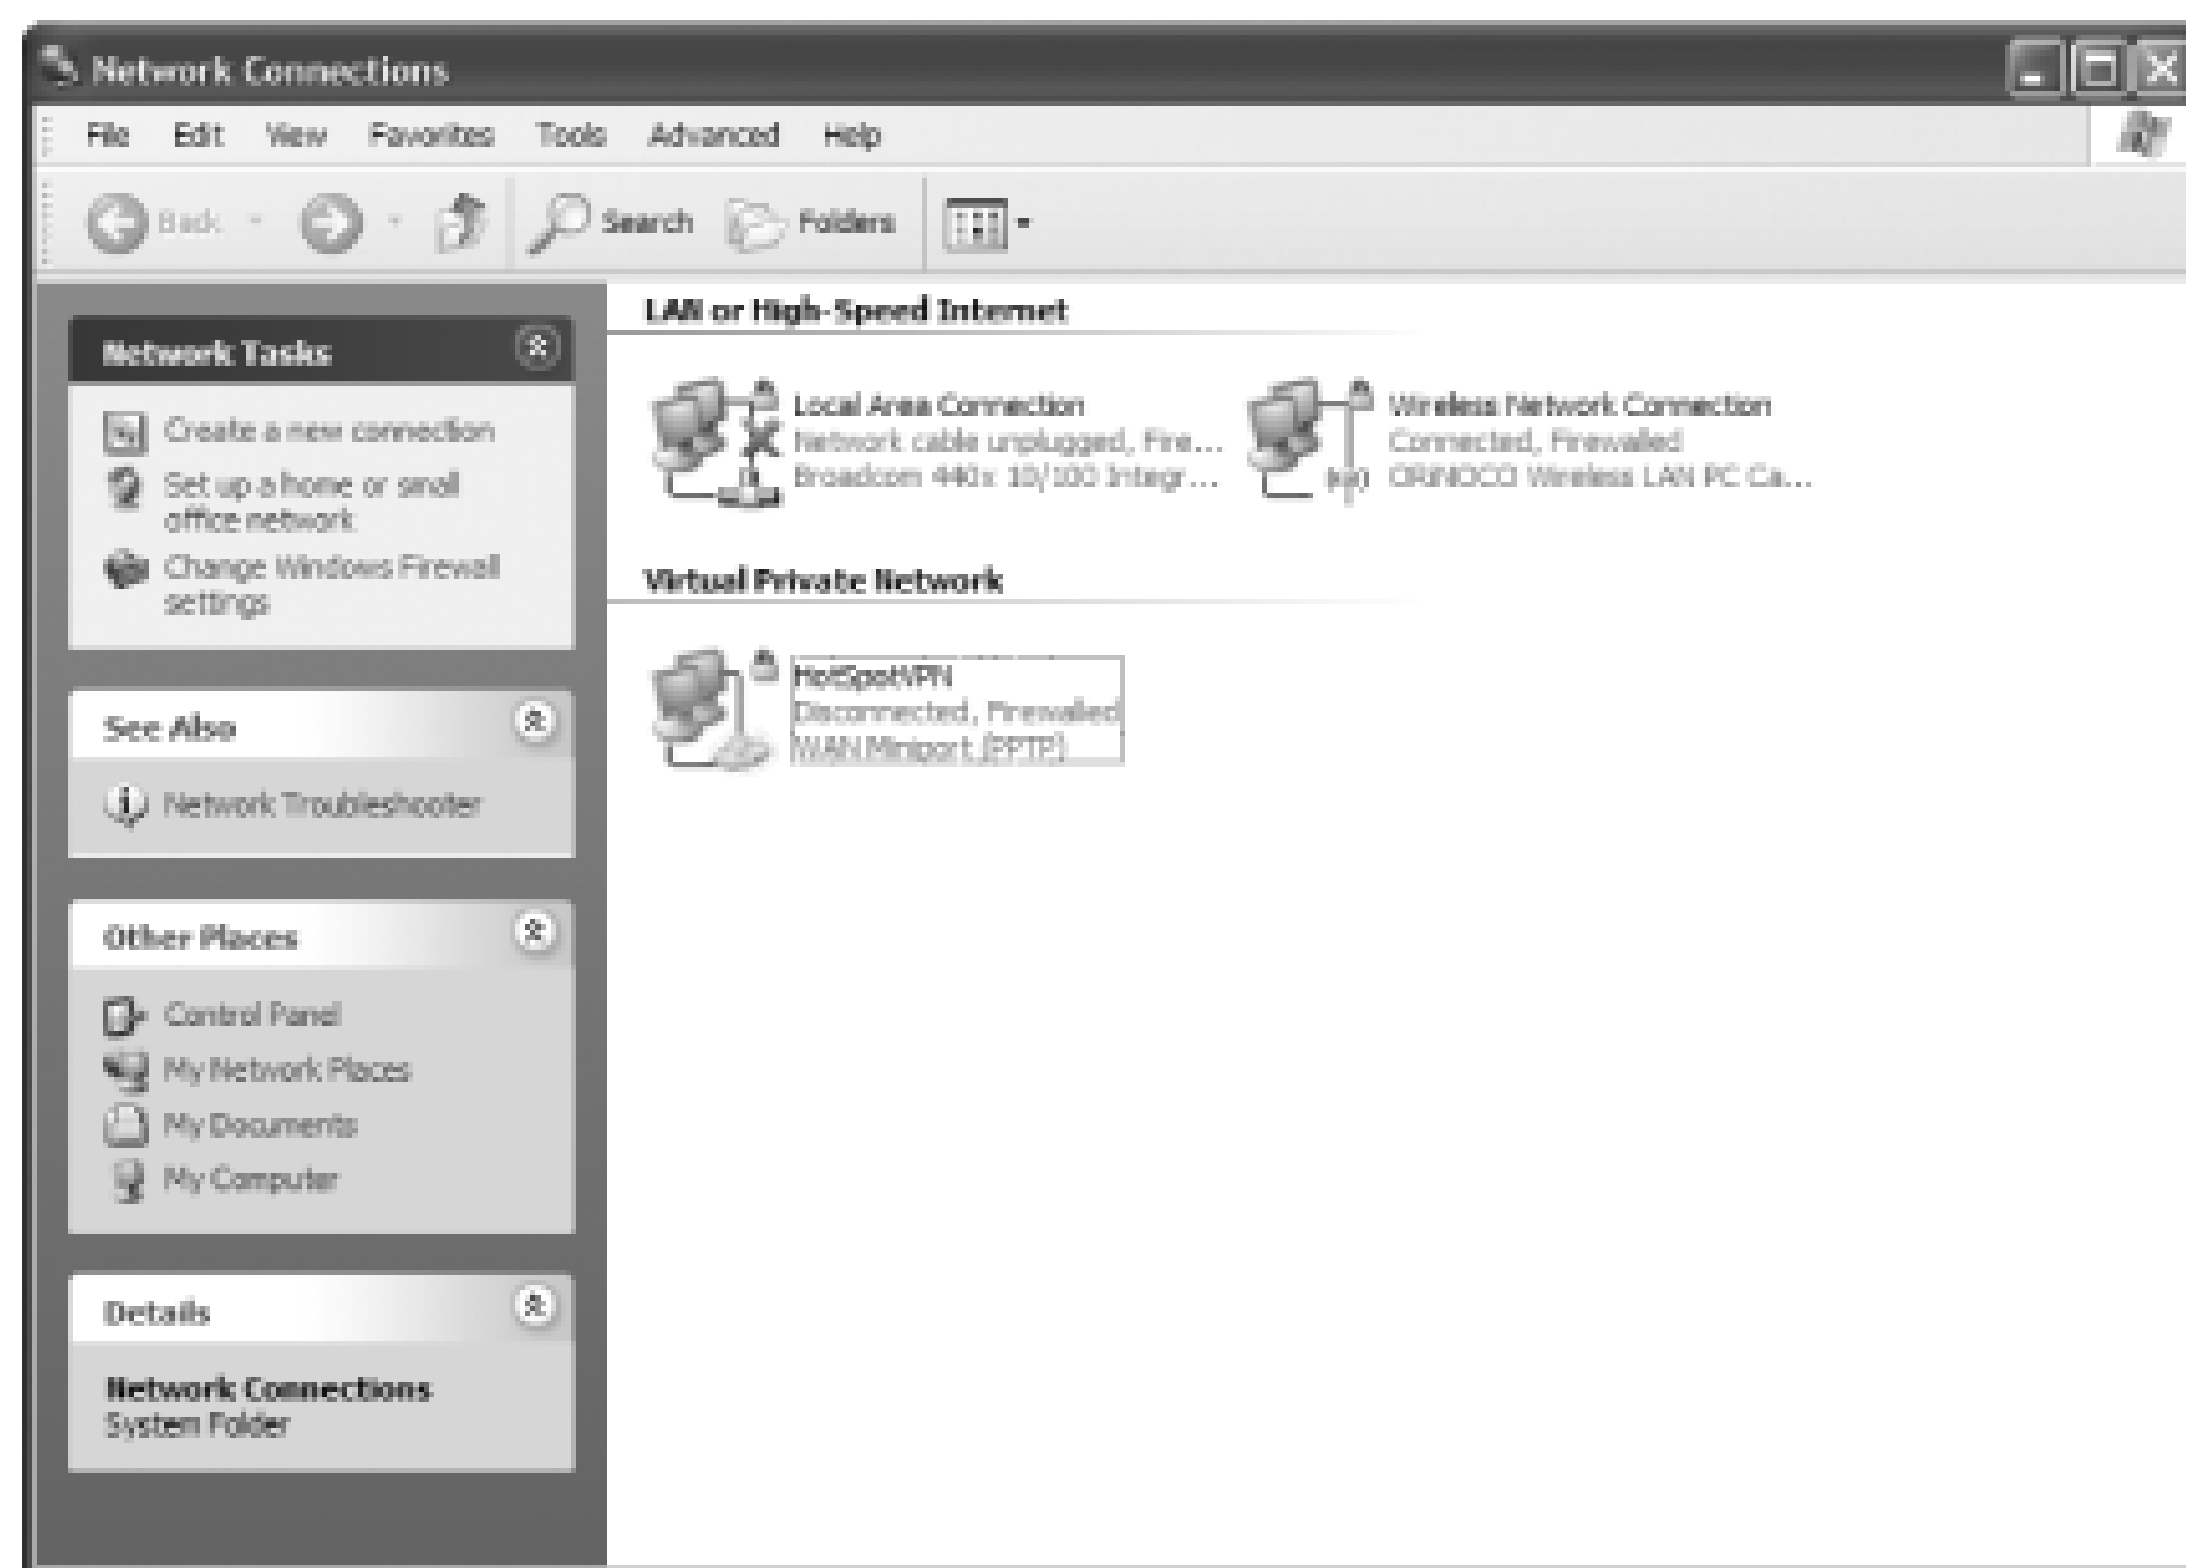 Network Connections
File Edit View Favorites Tools Advanced Help
Back Search Folders
Network Tasks
Create a new connection
Set up a home or small
office network
Change Windows Firewall
settings
See Also
Network Troubleshooter
Other Places
Control Panel
My Network Places
My Documents
My Computer
Details
Network Connections
System Folder
LAN or High-Speed Internet
Local Area Connection
Network cable unplugged, Fire...
Broadcom 440x 10/100 Integr...
Wireless Network Connection
Connected, Firewalled
ORiNOCO Wireless LAN PC Ca...
Virtual Private Network
HotSpotVPN
Disconnected, Firewalled
WAN Miniport (PPTP)